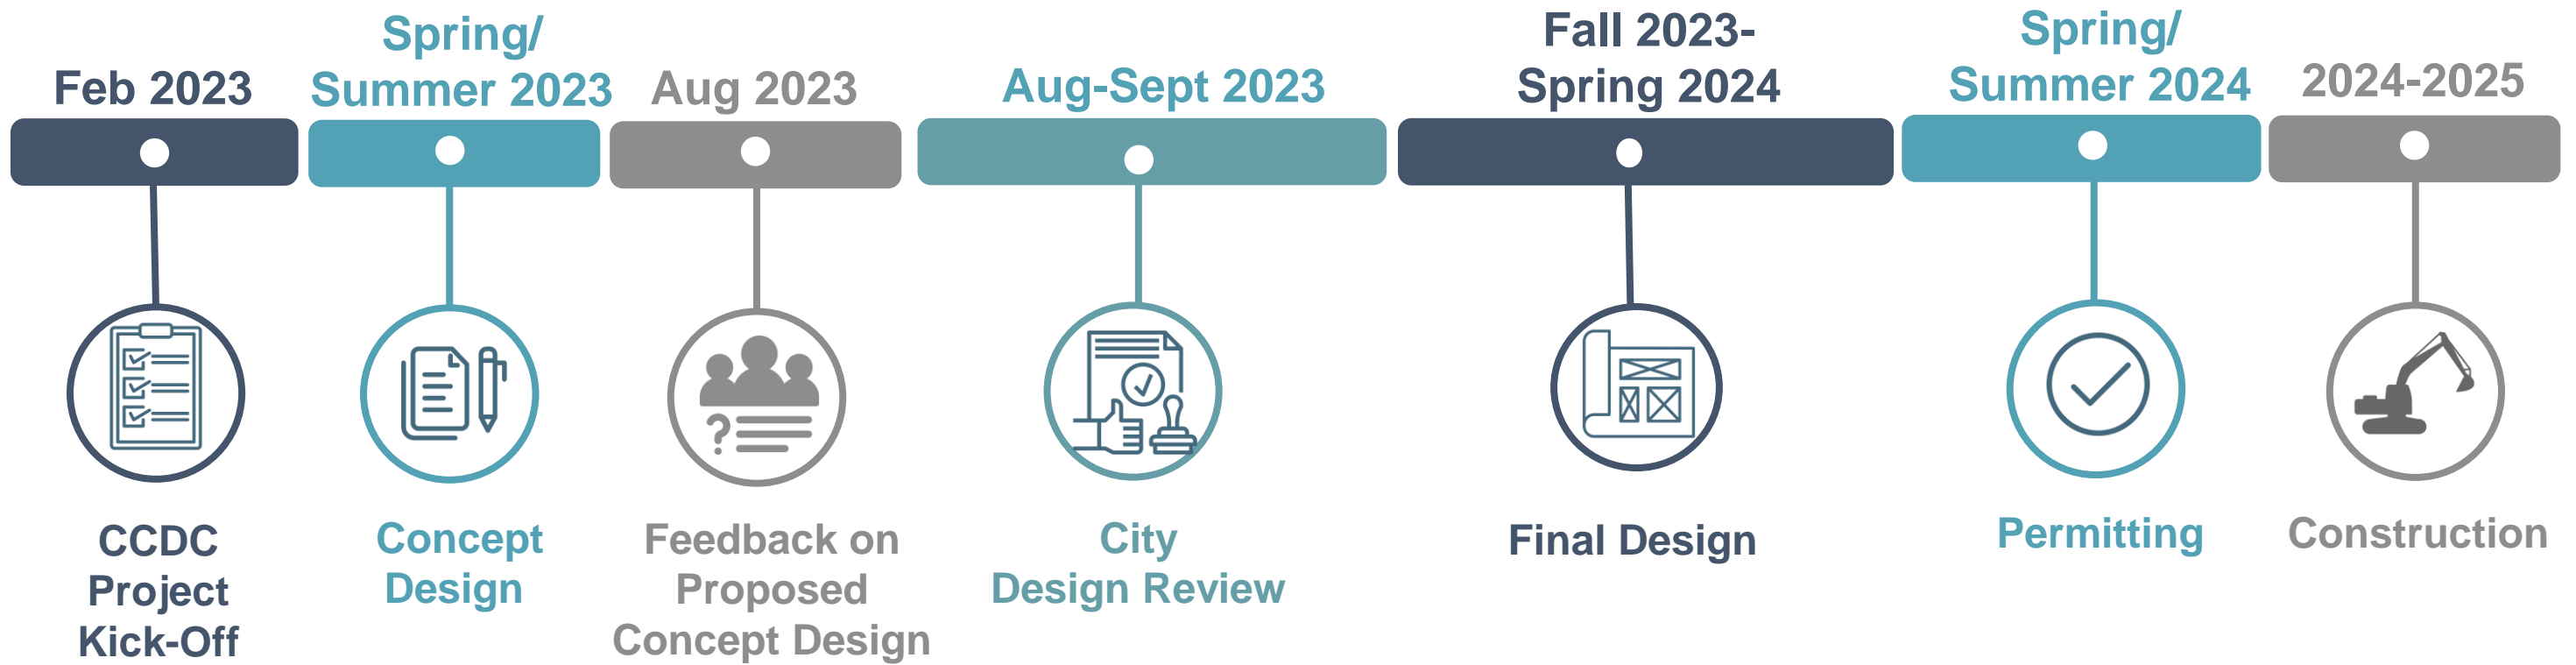 Feb 2023
Spring/
Summer 2023
Aug 2023
Aug-Sept 2023
Fall 2023-
Spring 2024
Spring/
Summer 2024
2024-2025
CCDC
Project
Kick-Off
Concept
Design
Feedback on
Proposed
Concept Design
City
Design Review
Final Design
Permitting
Construction